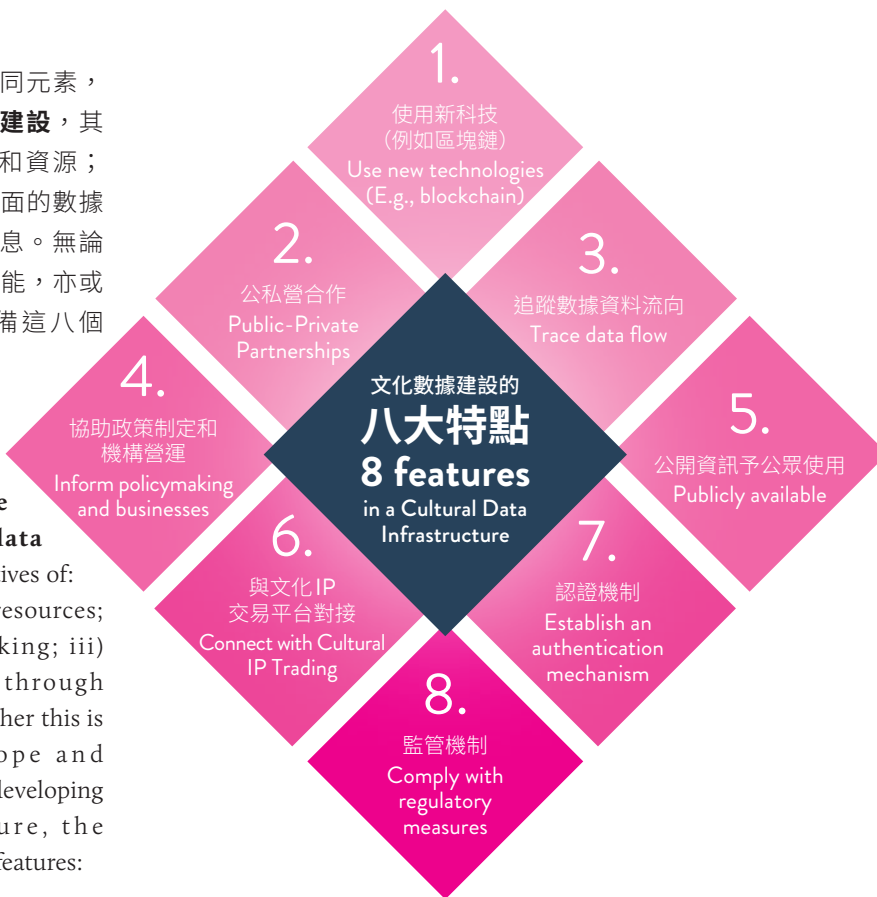 同元素，
建設，其
和資源；
面的數據
息。無論
能，亦或
備這八個
e
data
tives of:
resources;
king; iii)
through
her this is
ope and
developing
ure, the
features:
1.
使用新科技
（例如區塊鏈）
Use new technologies
(E.g., blockchain)
2.
公私營合作
Public-Private
Partnerships
3.
追蹤數據資料流向
Trace data flow
4.
協助政策制定和
機構營運
Inform policymaking
and businesses
文化數據建設的
八大特點
8 features
in a Cultural Data
Infrastructure
5.
公開資訊予公眾使用
Publicly available
6.
與文化IP
交易平台對接
Connect with Cultural
IP Trading
7.
認證機制
Establish an
authentication
mechanism
8.
監管機制
Comply with
regulatory
measures